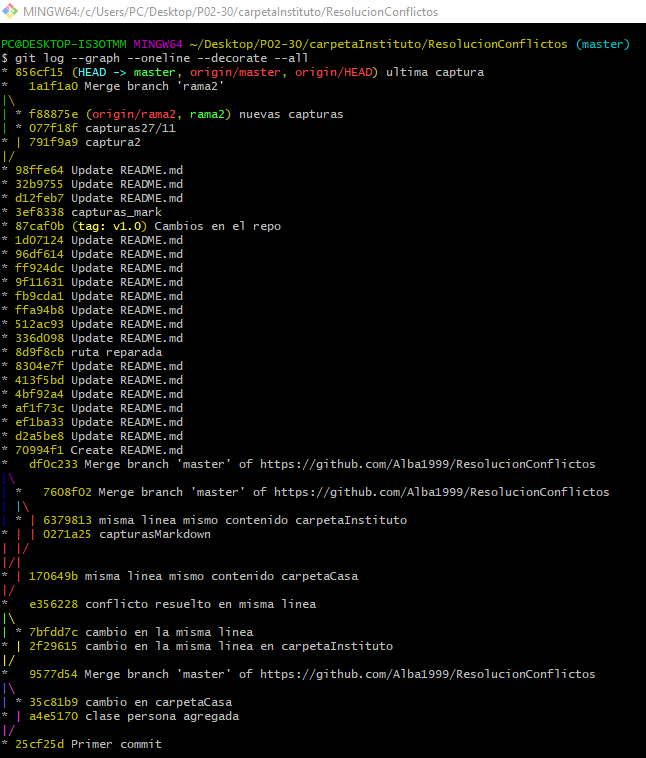 MINGW64:/c/Users/PC/Desktop/P02-30/carpetaInstituto/ResolucionConflictos
PC@DESKTOP-IS3OTMM MINGW64 ~/Desktop/P02-30/carpetaInstituto/ResolucionConflictos (master)
$ git log --graph --oneline --decorate --all
* 856cf15 (HEAD -> master, origin/master, origin/HEAD) ultima captura
*   1a1f1a0 Merge branch 'rama2'
|\
| * f88875e (origin/rama2, rama2) nuevas capturas
| * 077f18f capturas27/11
* | 791f9a9 captura2
|/
* 98ffe64 Update README.md
* 32b9755 Update README.md
* d12feb7 Update README.md
* 3ef8338 capturas_mark
* 87caf0b (tag: v1.0) Cambios en el repo
* 1d07124 Update README.md
* 96df614 Update README.md
* ff924dc Update README.md
* 9f11631 Update README.md
* fb9cda1 Update README.md
* ffa94b8 Update README.md
* 512ac93 Update README.md
* 336d098 Update README.md
* 8d9f8cb ruta reparada
* 8304e7f Update README.md
* 413f5bd Update README.md
* 4bf92a4 Update README.md
* af1f73c Update README.md
* ef1ba33 Update README.md
* d2a5be8 Update README.md
* 70994f1 Create README.md
*   df0c233 Merge branch 'master' of https://github.com/Alba1999/ResolucionConflictos
|\
| *   7608f02 Merge branch 'master' of https://github.com/Alba1999/ResolucionConflictos
| |\
| * | 6379813 misma linea mismo contenido carpetaInstituto
* | | 0271a25 capturasMarkdown
| |/
|/|
* | 170649b misma linea mismo contenido carpetaCasa
|/
*   e356228 conflicto resuelto en misma linea
|\
| * 7bfdd7c cambio en la misma linea
* | 2f29615 cambio en la misma linea en carpetaInstituto
|/
*   9577d54 Merge branch 'master' of https://github.com/Alba1999/ResolucionConflictos
|\
| * 35c81b9 cambio en carpetaCasa
* | a4e5170 clase persona agregada
|/
* 25cf25d Primer commit